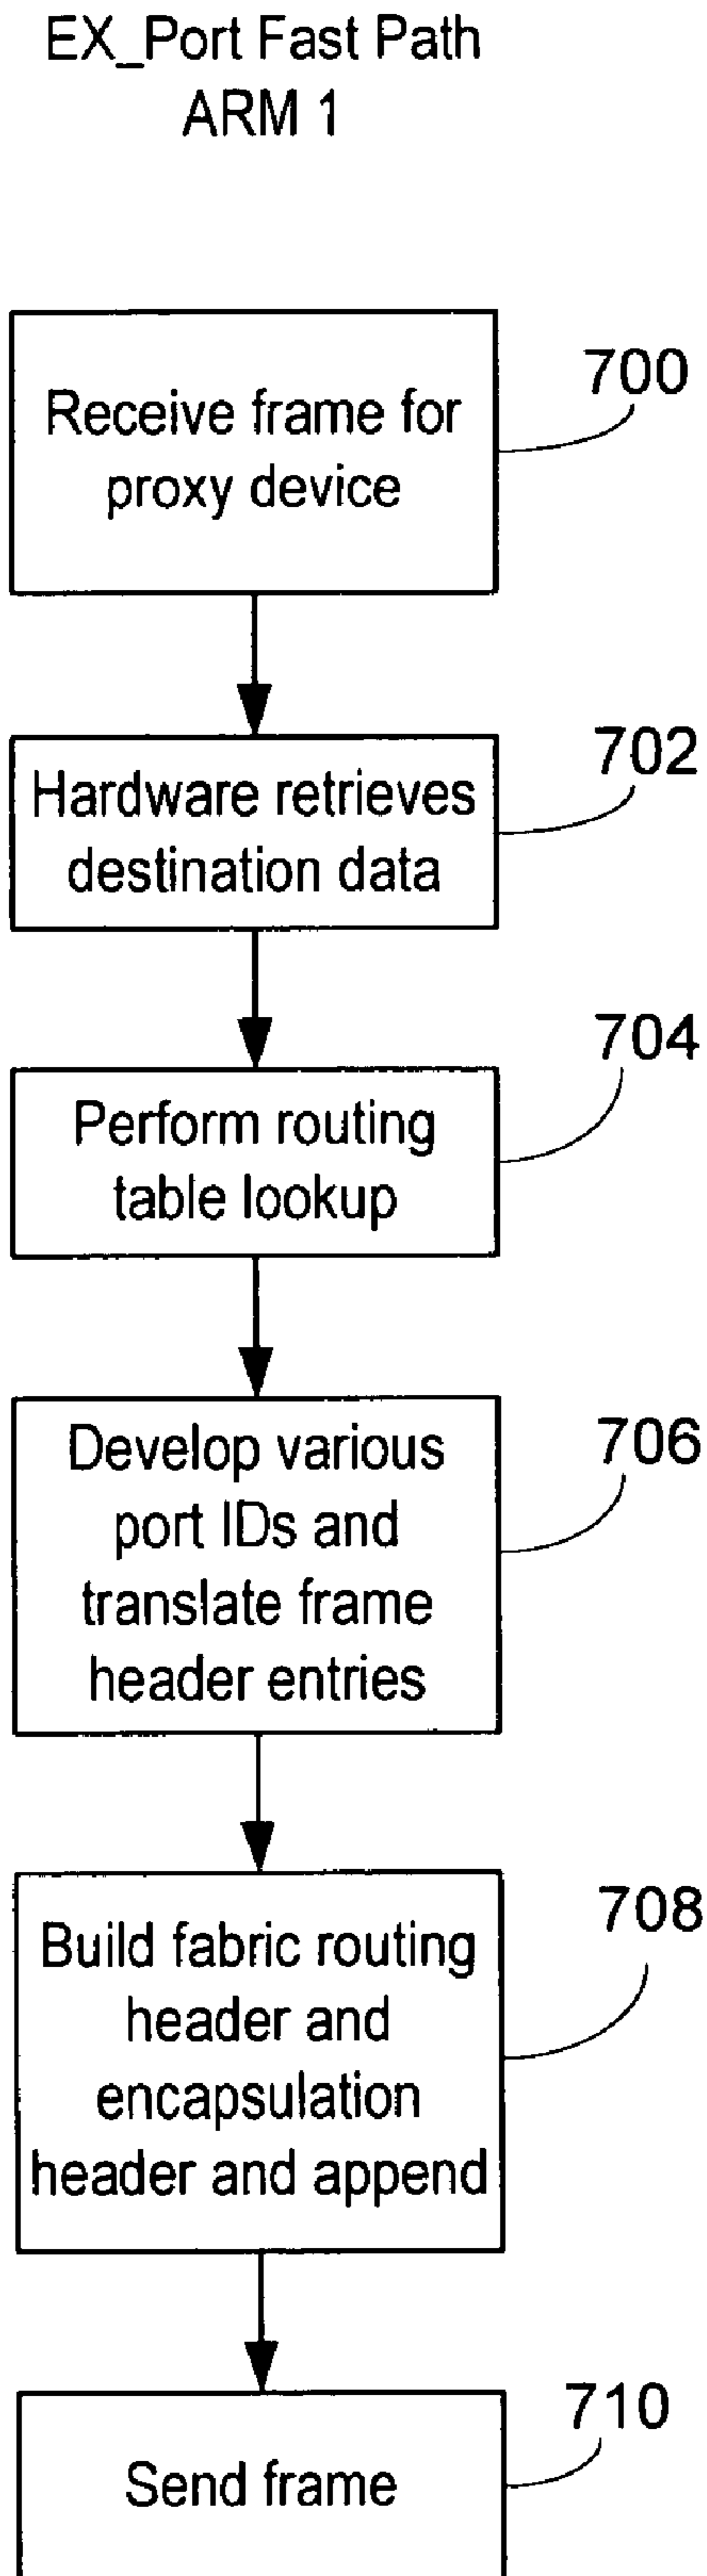 EX_Port Fast Path
ARM 1
Receive frame for
proxy device
700
Hardware retrieves
destination data
702
Perform routing
table lookup
704
Develop various
port IDs and
translate frame
header entries
706
Build fabric routing
header and
encapsulation
header and append
708
Send frame
710